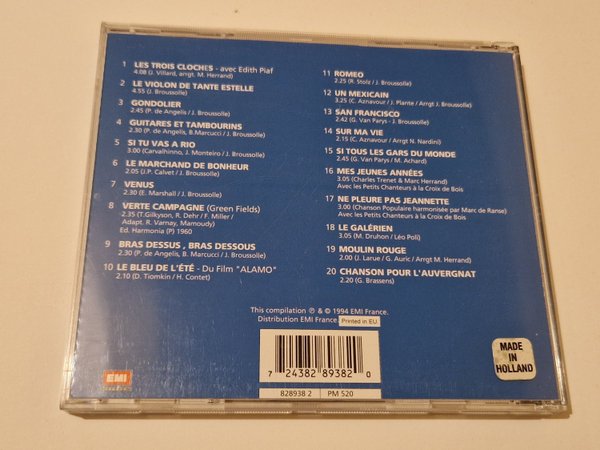 1 LES TROIS CLOCHES - avec Edith Piaf
4.08 (J. Villard, arrgt. M. Herrand)
2 LE VIOLON DE TANTE ESTELLE
4.55 (J. Broussolle)
3 GONDOLIER
2.45 (P. de Angelis / J. Broussolle)
4 GUITARES ET TAMBOURINS
2.30 (P. de Angelis, B.Marcucci / J. Broussolle)
5 SI TU VAS A RIO
3.00 (Carvalhinno, J. Monteiro / J. Broussolle)
6 LE MARCHAND DE BONHEUR
2.05 (J.P. Calvet / J. Broussolle)
7 VENUS
2.30 (E. Marshall / J. Broussolle)
8 VERTE CAMPAGNE (Green Fields)
2.35 (T.Gilkyson, R. Dehr / F. Miller /
Adapt. R. Varnay, Mamoudy)
Ed. Harmonia (P) 1960
9 BRAS DESSUS , BRAS DESSOUS
2.30 (P. de Angelis, B. Marcucci / J. Broussolle)
10 LE BLEU DE L'ÉTÉ - Du Film "ALAMO"
2.10 (D. Tiomkin / H. Contet)
11 ROMEO
2.25 (R. Stolz / J. Broussolle)
12 UN MEXICAIN
3.25 (C. Aznavour / J. Plante / Arrgt J. Broussolle)
13 SAN FRANCISCO
2.42 (G. Van Parys - J. Broussolle)
14 SUR MA VIE
2.15 (C. Aznavour / Arrgt N. Nardini)
15 SI TOUS LES GARS DU MONDE
2.45 (G. Van Parys / M. Achard)
16 MES JEUNES ANNÉES
3.05 (Charles Trenet & Marc Herrand)
Avec les Petits Chanteurs à la Croix de Bois
17 NE PLEURE PAS JEANNETTE
3.00 (Chanson Populaire harmonisée par Marc de Ranse)
Avec les Petits Chanteurs à la Croix de Bois
18 LE GALÉRIEN
3.05 (M. Druhon / Léo Poli)
19 MOULIN ROUGE
2.00 (J. Larue / G. Auric / Arrgt M. Herrand)
20 CHANSON POUR L'AUVERGNAT
2.20 (G. Brassens)
This compilation ℗ & © 1994 EMI France.
Distribution EMI France. Printed in EU
7 24382 89382 0
828938 2 PM 520
EMI
MADE
IN
HOLLAND